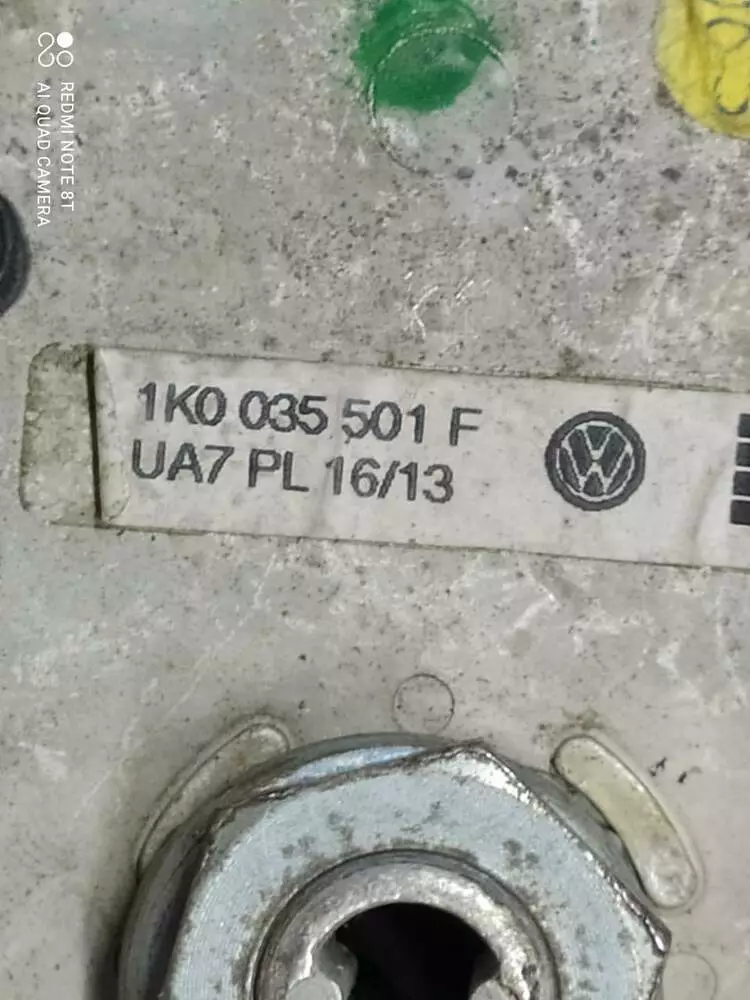 REDMI NOTE 8T
AI QUAD CAMERA
1K0 035 501 F
UA7 PL 16/13